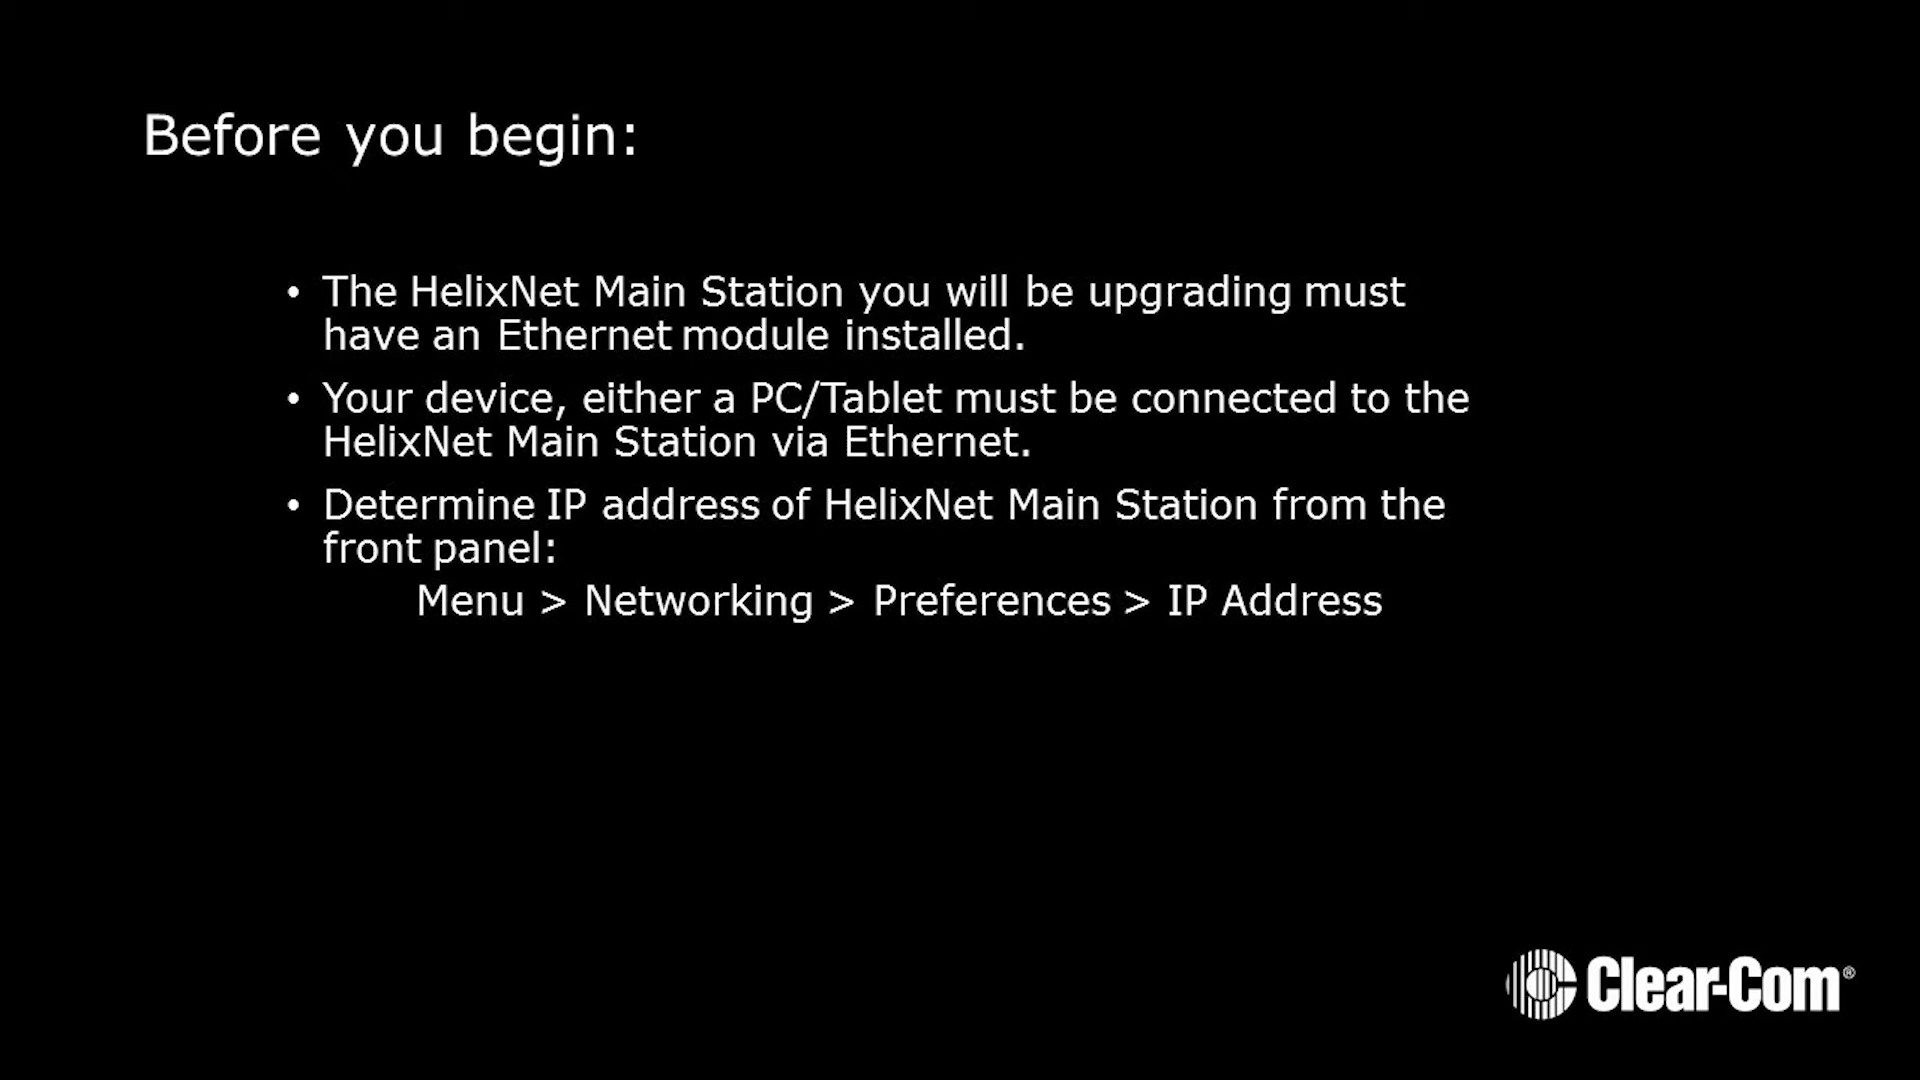 Before you begin:
• The HelixNet Main Station you will be upgrading must
have an Ethernet module installed.
• Your device, either a PC/Tablet must be connected to the
HelixNet Main Station via Ethernet.
• Determine IP address of HelixNet Main Station from the
front panel:
Menu > Networking > Preferences > IP Address
Clear-Com®